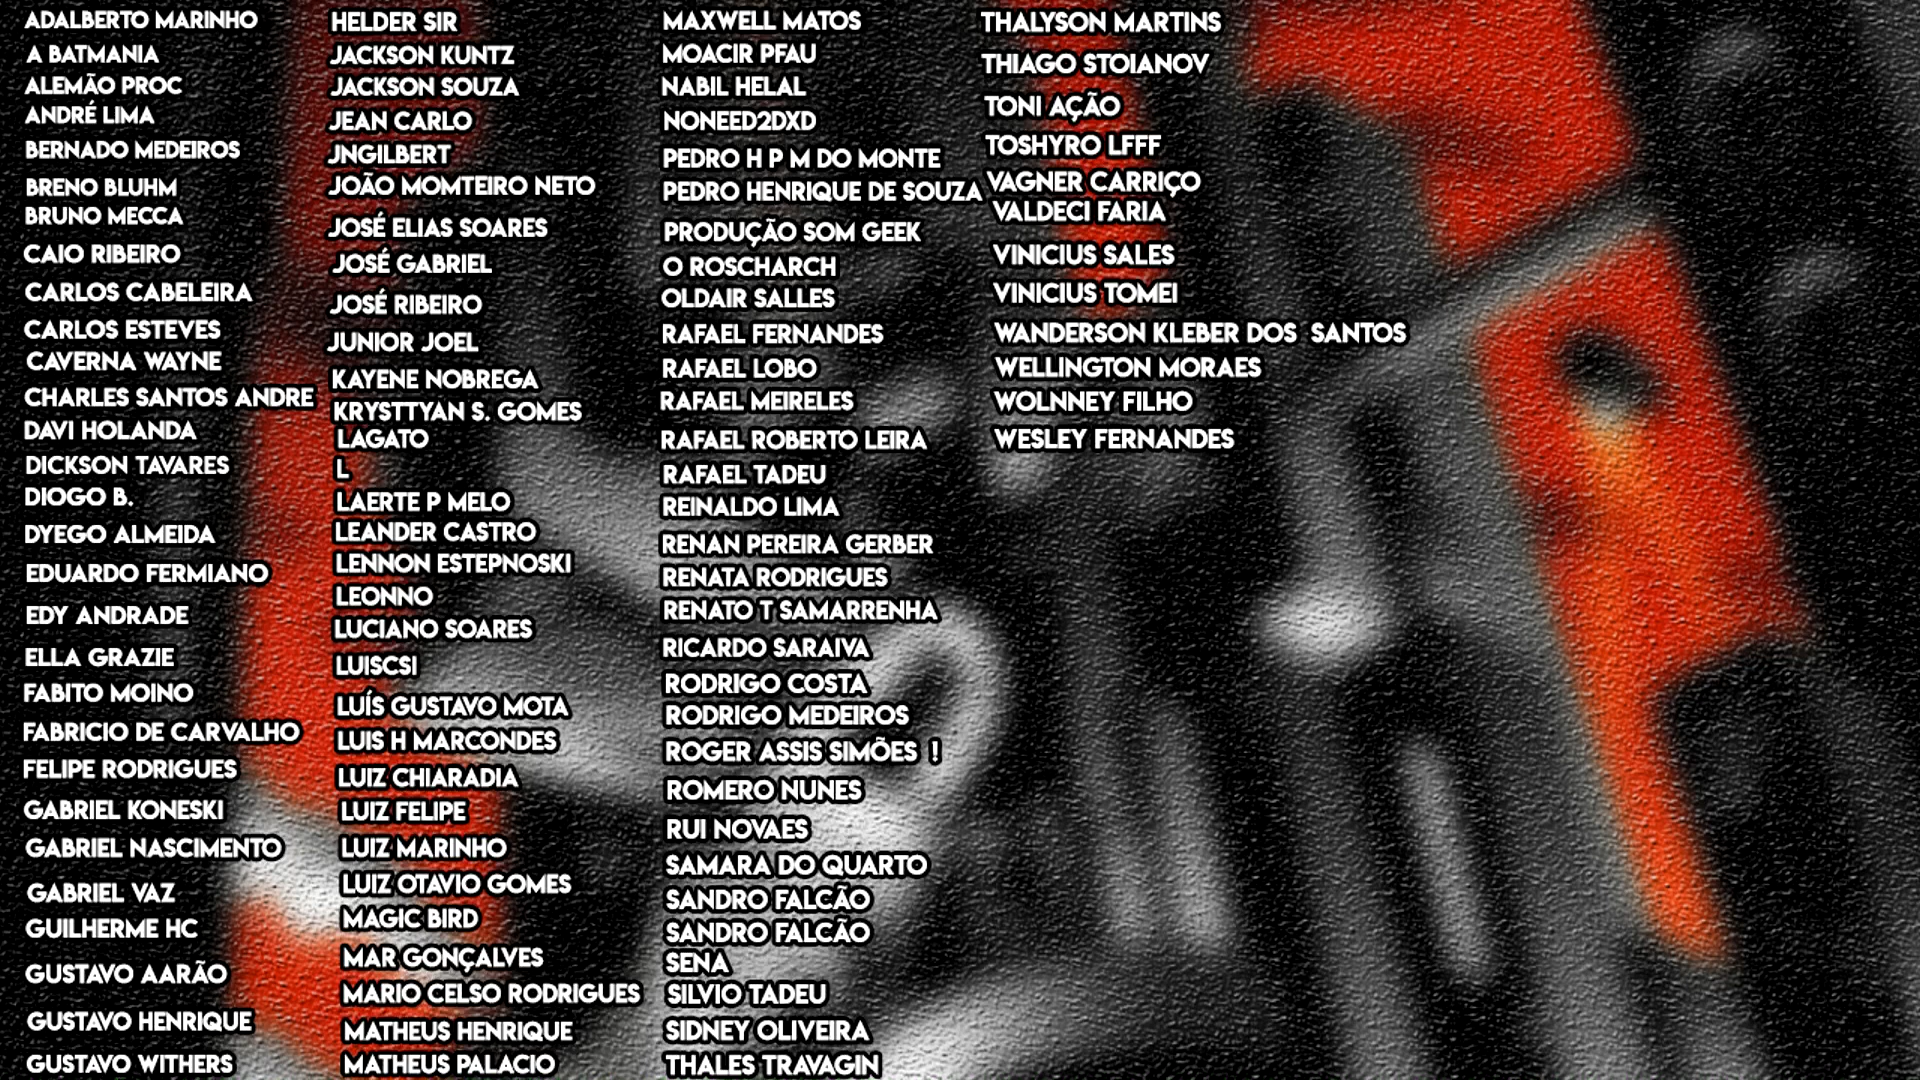 ADALBERTO MARINHO
A BATMANIA
ALEMÃO PROC
ANDRÉ LIMA
BERNADO MEDEIROS
BRENO BLUHM
BRUNO MECCA
CAIO RIBEIRO
CARLOS CABELEIRA
CARLOS ESTEVES
CAVERNA WAYNE
CHARLES SANTOS ANDRE
DAVI HOLANDA
DICKSON TAVARES
DIOGO B.
DYEGO ALMEIDA
EDUARDO FERMIANO
EDY ANDRADE
ELLA GRAZIE
FABITO MOINO
FABRICIO DE CARVALHO
FELIPE RODRIGUES
GABRIEL KONESKI
GABRIEL NASCIMENTO
GABRIEL VAZ
GUILHERME HC
GUSTAVO AARÃO
GUSTAVO HENRIQUE
GUSTAVO WITHERS
HELDER SIR
JACKSON KUNTZ
JACKSON SOUZA
JEAN CARLO
JNGILBERT
JOÃO MOMTEIRO NETO
JOSÉ ELIAS SOARES
JOSÉ GABRIEL
JOSÉ RIBEIRO
JUNIOR JOEL
KAYENE NOBREGA
KRYSTTYAN S. GOMES
LAGATO
L
LAERTE P MELO
LEANDER CASTRO
LENNON ESTEPNOSKI
LEONNO
LUCIANO SOARES
LUISCSI
LUÍS GUSTAVO MOTA
LUIS H MARCONDES
LUIZ CHIARADIA
LUIZ FELIPE
LUIZ MARINHO
LUIZ OTAVIO GOMES
MAGIC BIRD
MAR GONÇALVES
MARIO CELSO RODRIGUES
MATHEUS HENRIQUE
MATHEUS PALACIO
MAXWELL MATOS
MOACIR PFAU
NABIL HELAL
NONEED2DXD
PEDRO H P M DO MONTE
PEDRO HENRIQUE DE SOUZA
PRODUÇÃO SOM GEEK
O ROSCHARCH
OLDAIR SALLES
RAFAEL FERNANDES
RAFAEL LOBO
RAFAEL MEIRELES
RAFAEL ROBERTO LEIRA
RAFAEL TADEU
REINALDO LIMA
RENAN PEREIRA GERBER
RENATA RODRIGUES
RENATO T SAMARRENHA
RICARDO SARAIVA
RODRIGO COSTA
RODRIGO MEDEIROS
ROGER ASSIS SIMÕES !
ROMERO NUNES
RUI NOVAES
SAMARA DO QUARTO
SANDRO FALCÃO
SANDRO FALCÃO
SENA
SILVIO TADEU
SIDNEY OLIVEIRA
THALES TRAVAGIN
THALYSON MARTINS
THIAGO STOIANOV
TONI AÇÃO
TOSHYRO LFFF
VAGNER CARRIÇO
VALDECI FARIA
VINICIUS SALES
VINICIUS TOMEI
WANDERSON KLEBER DOS SANTOS
WELLINGTON MORAES
WOLNNEY FILHO
WESLEY FERNANDES